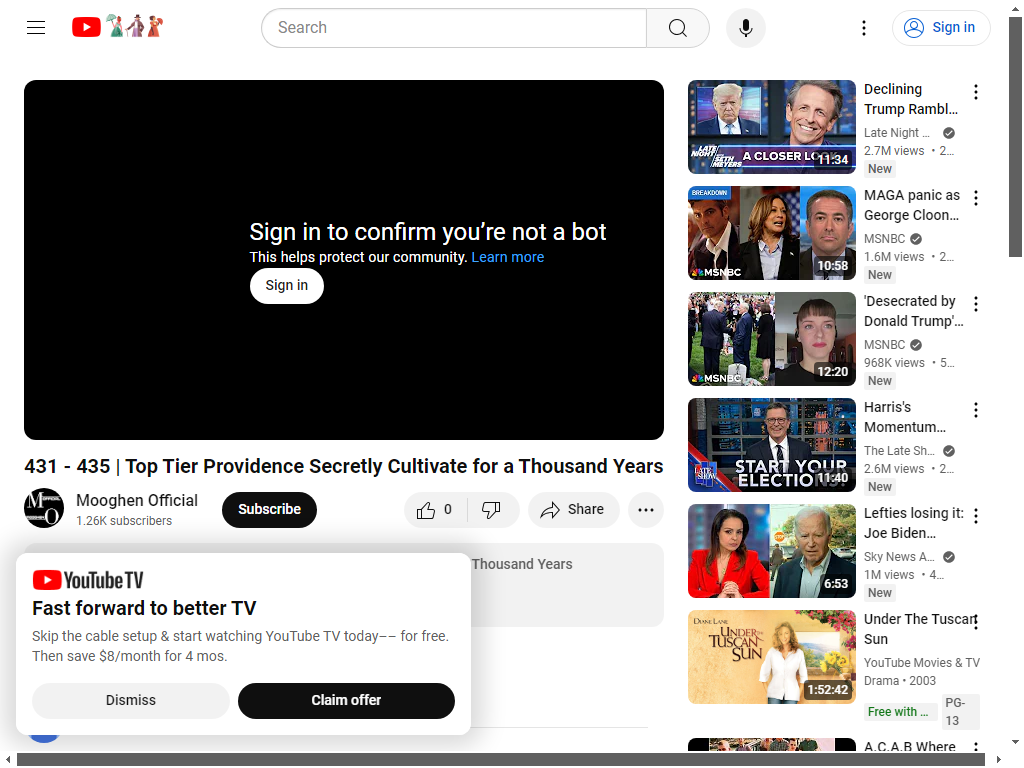 Search
Sign in
Sign in to confirm you're not a bot
This helps protect our community. Learn more
Sign in
431 - 435 | Top Tier Providence Secretly Cultivate for a Thousand Years
Mooghen Official
1.26K subscribers
Subscribe
0
Share
Thousand Years
YouTube TV
Fast forward to better TV
Skip the cable setup & start watching YouTube TV today–– for free.
Then save $8/month for 4 mos.
Dismiss
Claim offer
LATE NIGHT WITH SETH MEYERS
A CLOSER LO
11:34
Declining
Trump Rambl...
Late Night ...
2.7M views • 2...
New
BREAKDOWN
MSNBC
10:58
MAGA panic as
George Cloon...
MSNBC
1.6M views • 2...
New
MSNBC
12:20
'Desecrated by
Donald Trump'...
MSNBC
968K views • 5...
New
LATE SHOW
START YOUR
ELECTION
11:40
Harris's
Momentum...
The Late Sh...
2.6M views • 2...
New
6:53
Lefties losing it:
Joe Biden...
Sky News A...
1M views • 4...
New
DIANE LANE
UNDER THE
TUSCAN
SUN
1:52:42
Under The Tuscan
Sun
YouTube Movies & TV
Drama • 2003
Free with ...
PG-
13
A.C.A.B Where